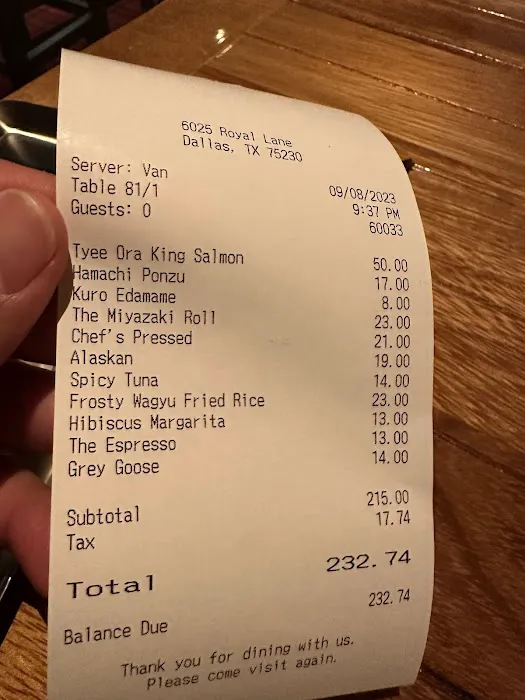 6025 Royal Lane
Dallas, TX 75230
Server: Van 09/08/2023
Table 81/1 9:37 PM
Guests: 0 60033
Tyee Ora King Salmon 50.00
Hamachi Ponzu 17.00
Kuro Edamame 8.00
The Miyazaki Roll 23.00
Chef's Pressed 21.00
Alaskan 19.00
Spicy Tuna 14.00
Frosty Wagyu Fried Rice 23.00
Hibiscus Margarita 13.00
The Espresso 13.00
Grey Goose 14.00
Subtotal 215.00
Tax 17.74
Total 232.74
Balance Due 232.74
Thank you for dining with us.
Please come visit again.